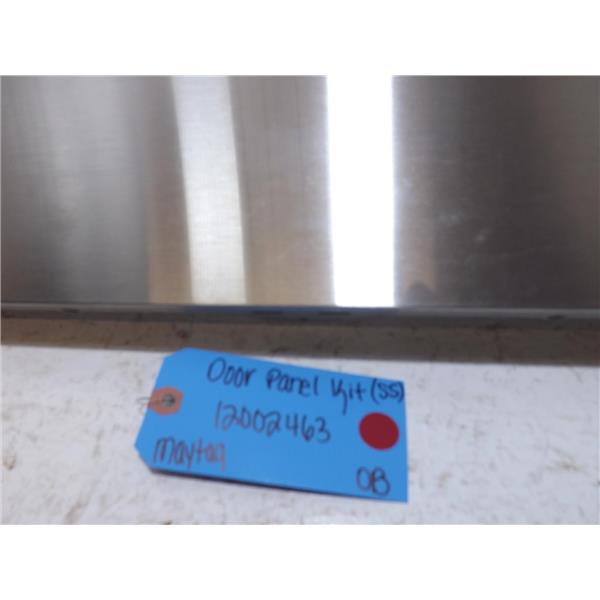 Door Panel Kit (SS)
12002463
Maytag
OB